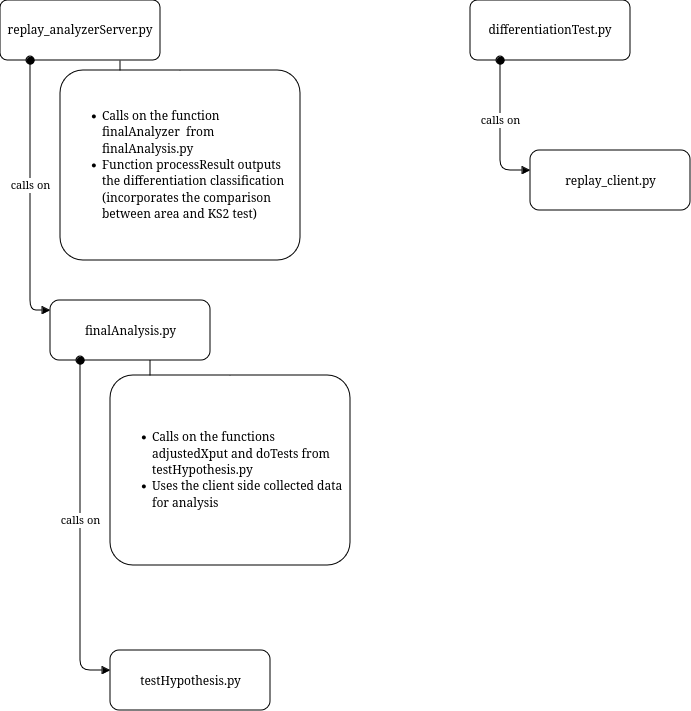 replay_analyzerServer.py
differentiationTest.py
• Calls on the function
finalAnalyzer  from
finalAnalysis.py
• Function processResult outputs
the differentiation classification
(incorporates the comparison
between area and KS2 test)
calls on
calls on
replay_client.py
finalAnalysis.py
• Calls on the functions
adjustedXput and doTests from
testHypothesis.py
• Uses the client side collected data
for analysis
calls on
testHypothesis.py